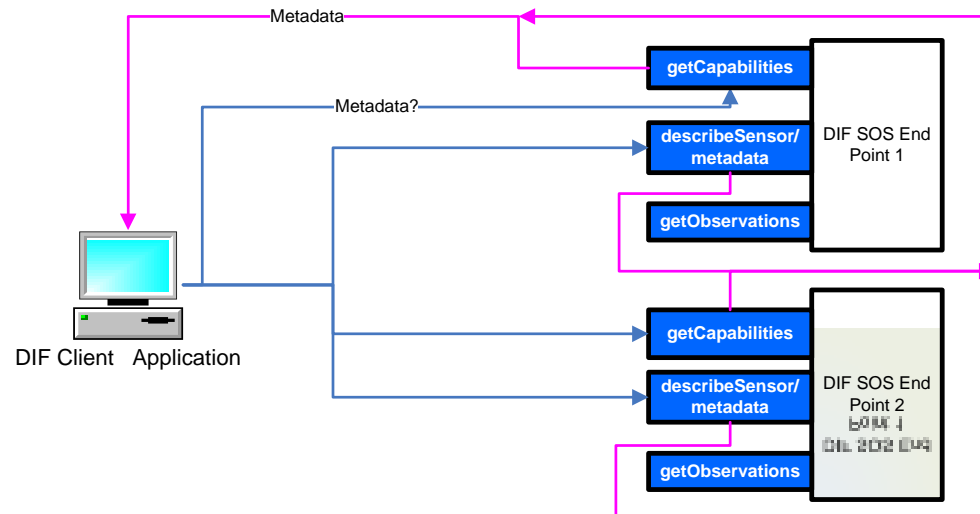 Metadata
getCapabilities
Metadata?
describeSensor/
metadata
DIF SOS End
Point 1
getObservations
DIF Client Application
getCapabilities
describeSensor/
metadata
DIF SOS End
Point 2
getObservations